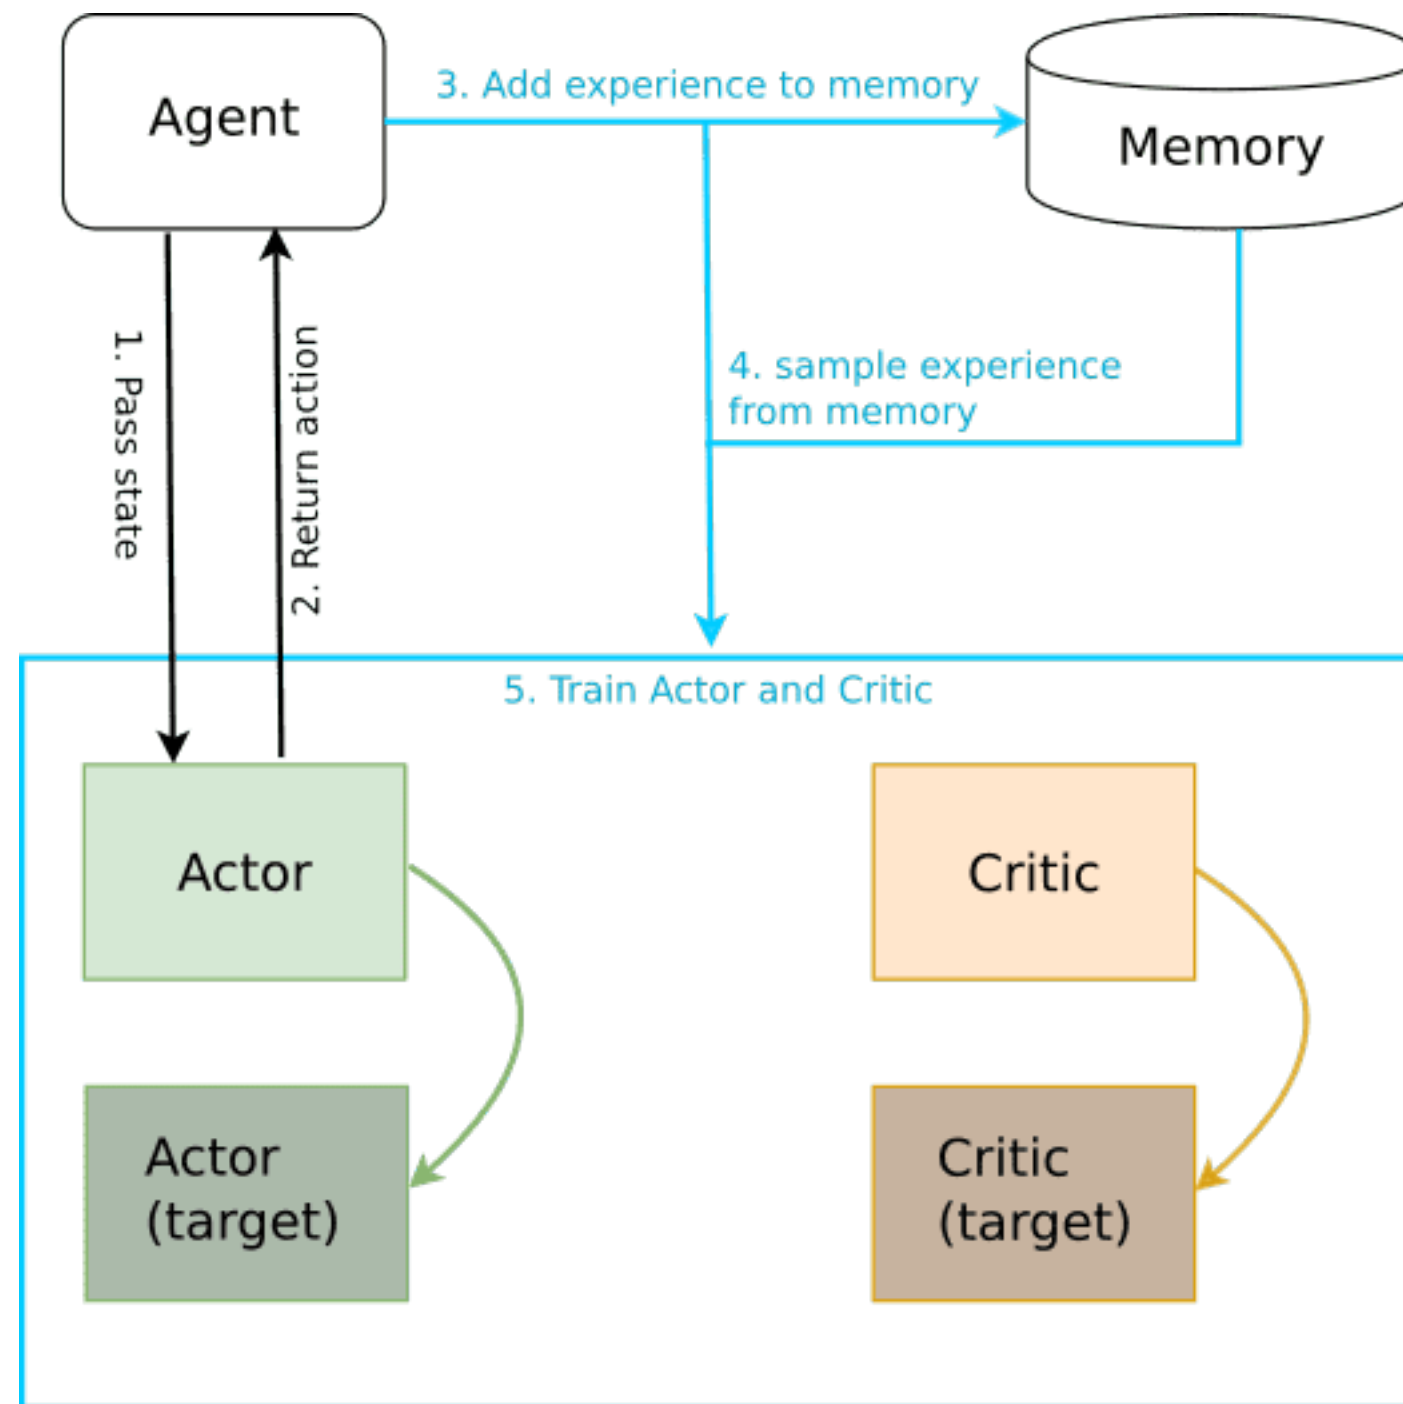 Agent
3. Add experience to memory
Memory
1. Pass state
2. Return action
4. sample experience
from memory
5. Train Actor and Critic
Actor
Critic
Actor
(target)
Critic
(target)